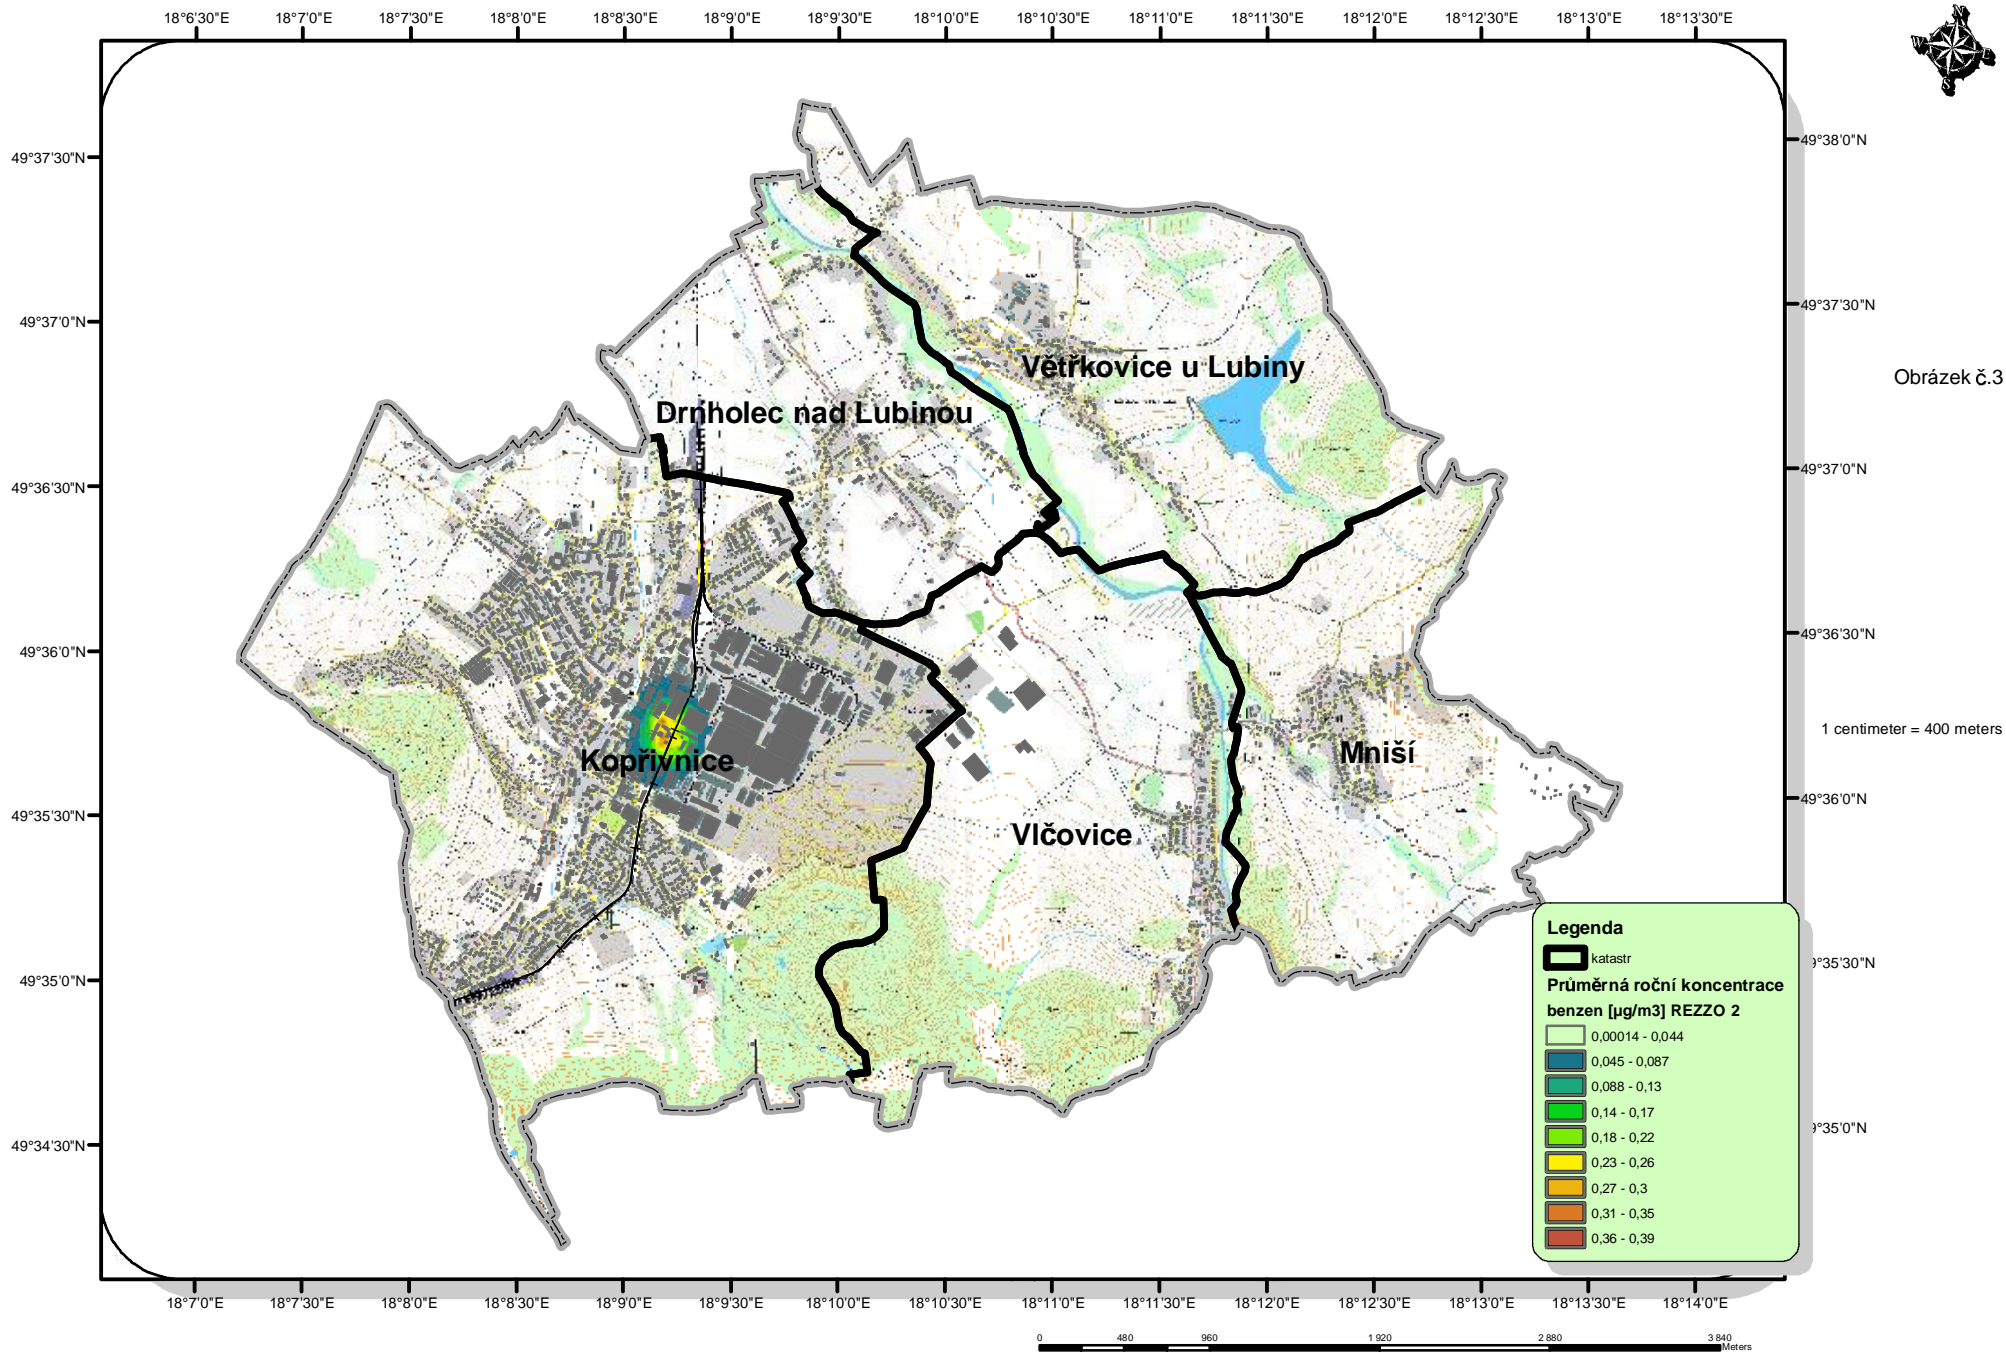 18°6'30"E 18°7'0"E 18°7'30"E 18°8'0"E 18°8'30"E 18°9'0"E 18°9'30"E 18°10'0"E 18°10'30"E 18°11'0"E 18°11'30"E 18°12'0"E 18°12'30"E 18°13'0"E 18°13'30"E
49°38'0"N
49°37'30"N
49°37'30"N
49°37'0"N
Větřkovice u Lubiny
Obrázek č.3
Drnholec nad Lubinou
49°37'0"N
49°36'30"N
49°36'30"N
49°36'0"N
1 centimeter = 400 meters
Kopřivnice
Mniší
49°36'0"N
49°35'30"N
Vlčovice
Legenda
katastr
Průměrná roční koncentrace
benzen [µg/m3] REZZO 2
0,00014 - 0,044
0,045 - 0,087
0,088 - 0,13
0,14 - 0,17
0,18 - 0,22
0,23 - 0,26
0,27 - 0,3
0,31 - 0,35
0,36 - 0,39
9°35'30"N
49°35'0"N
9°35'0"N
49°34'30"N
18°7'0"E 18°7'30"E 18°8'0"E 18°8'30"E 18°9'0"E 18°9'30"E 18°10'0"E 18°10'30"E 18°11'0"E 18°11'30"E 18°12'0"E 18°12'30"E 18°13'0"E 18°13'30"E 18°14'0"E
0 480 960 1 920 2 880 3 840
Meters